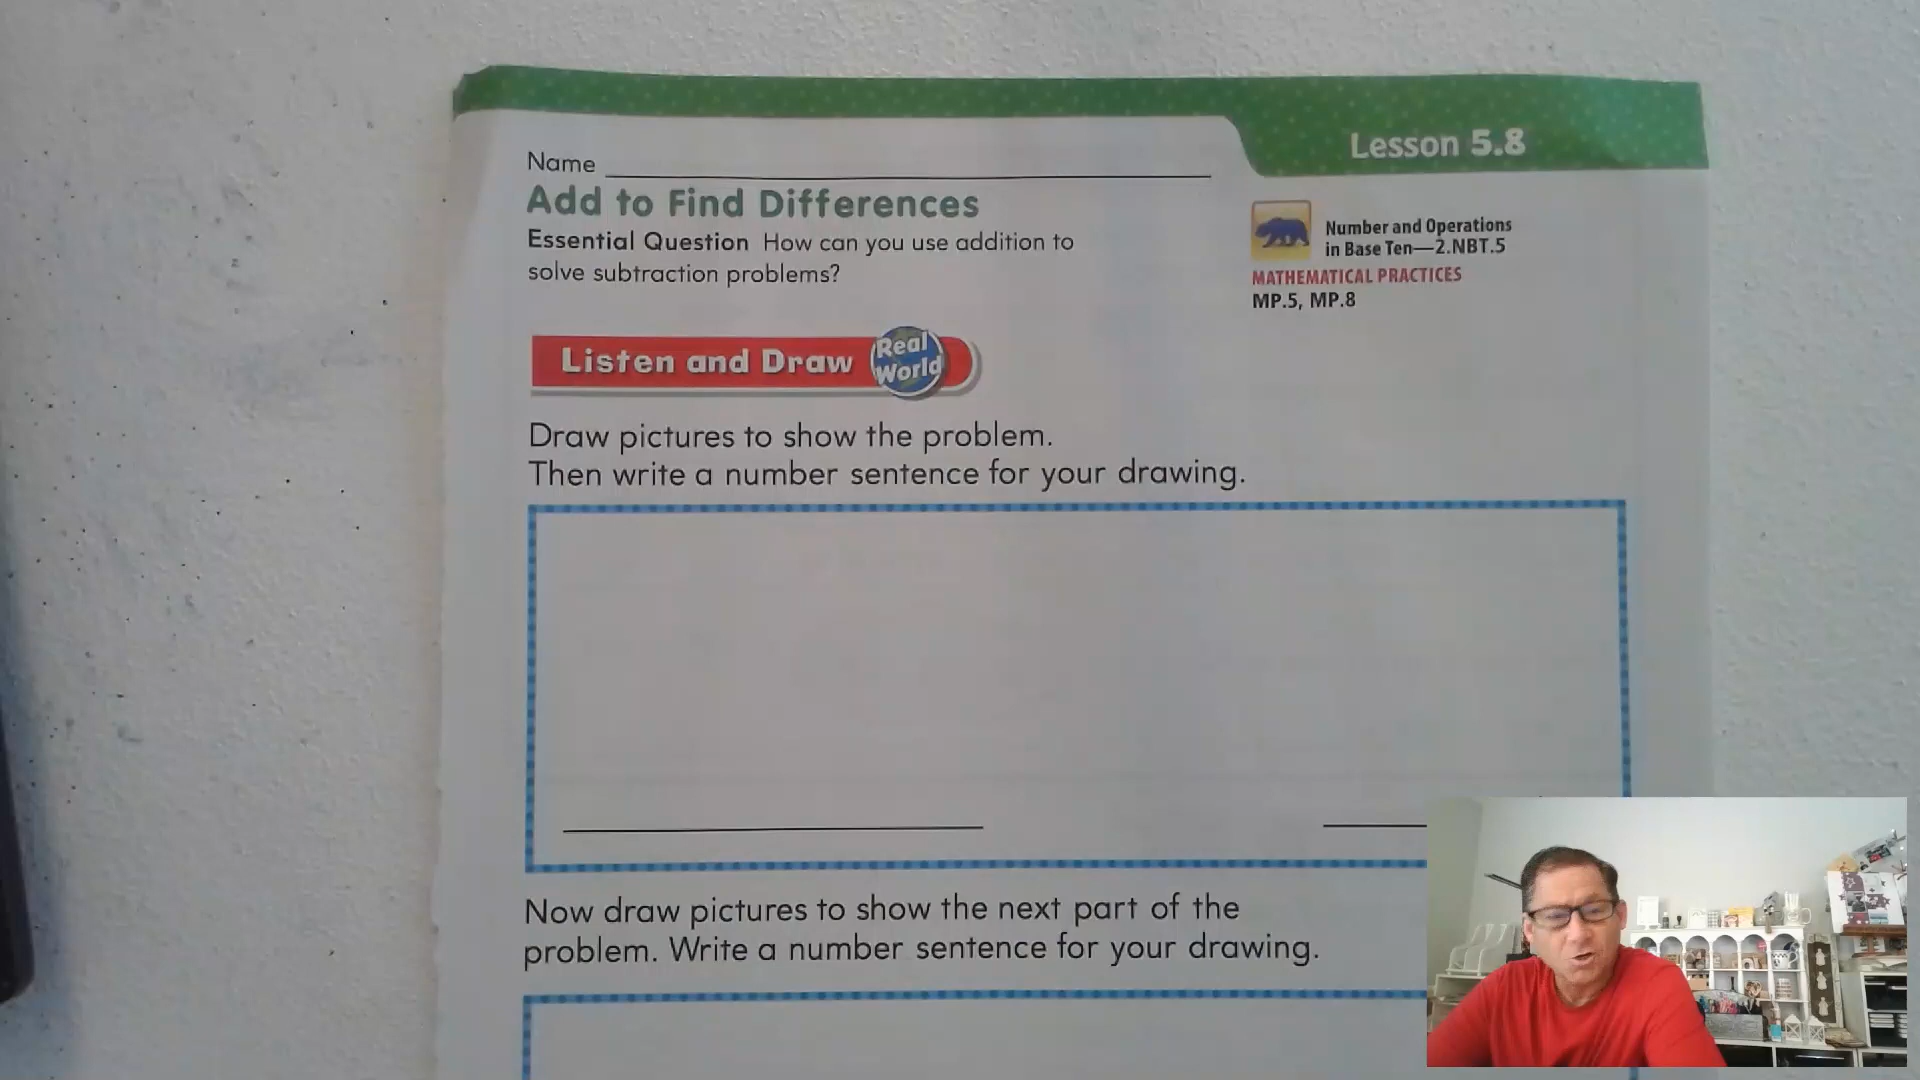 Lesson 5.8
Name
Add to Find Differences
Essential Question How can you use addition to
solve subtraction problems?
Number and Operations
in Base Ten—2.NBT.5
MATHEMATICAL PRACTICES
MP.5, MP.8
Listen and Draw Real
World
Draw pictures to show the problem.
Then write a number sentence for your drawing.
Now draw pictures to show the next part of the
problem. Write a number sentence for your drawing.